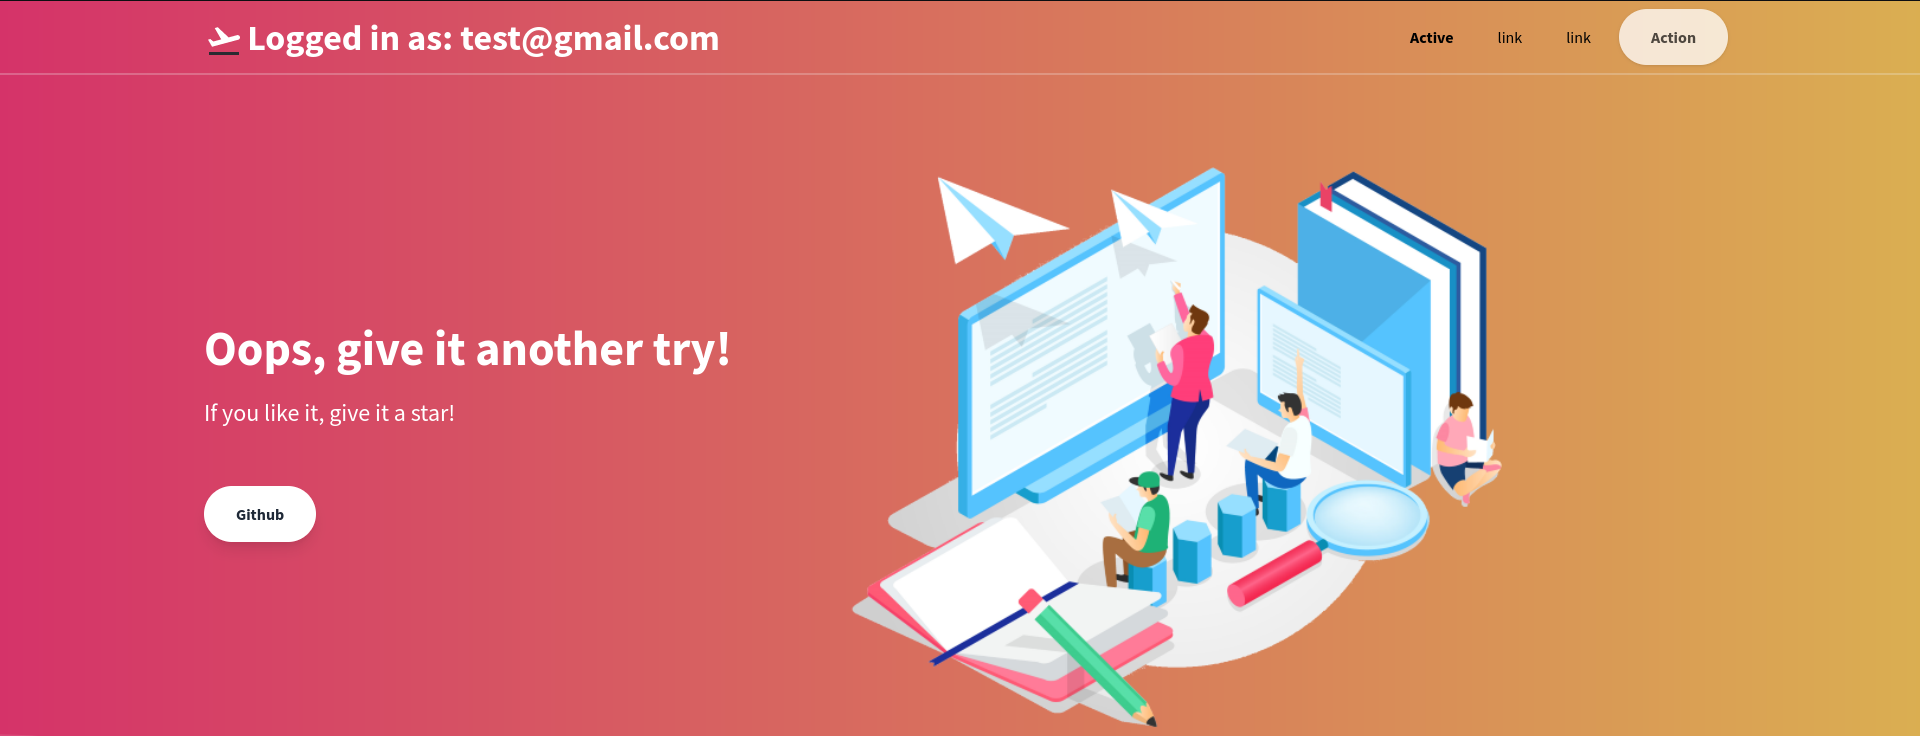 Logged in as: test@gmail.com
Active
link
link
Action
Oops, give it another try!
If you like it, give it a star!
Github